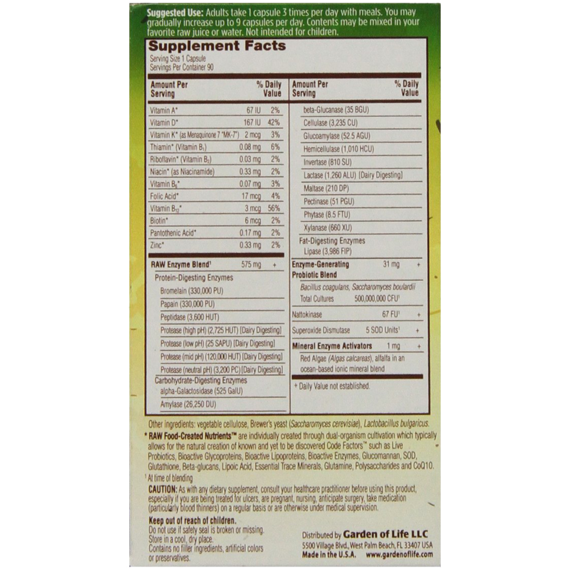 Suggested Use: Adults take 1 capsule 3 times per day with meals. You may
gradually increase up to 9 capsules per day. Contents may be mixed in your
favorite raw juice or water. Not intended for children.
Supplement Facts
Serving Size 1 Capsule
Servings Per Container 90
Amount Per Serving % Daily Value
Vitamin A* 67 IU 2%
Vitamin D* 167 IU 42%
Vitamin K* (as Menaquinone 7 "MK-7") 2 mcg 3%
Thiamin* (Vitamin B1) 0.08 mg 6%
Riboflavin* (Vitamin B2) 0.03 mg 2%
Niacin* (as Niacinamide) 0.33 mg 2%
Vitamin B6* 0.07 mg 3%
Folic Acid* 17 mcg 4%
Vitamin B12* 3 mcg 56%
Biotin* 6 mcg 2%
Pantothenic Acid* 0.17 mg 2%
Zinc* 0.33 mg 2%
RAW Enzyme Blend¹ 575 mg +
Protein-Digesting Enzymes
Bromelain (330,000 PU)
Papain (330,000 PU)
Peptidase (3,600 HUT)
Protease (high pH) (2,725 HUT) [Dairy Digesting]
Protease (low pH) (25 SAPU) [Dairy Digesting]
Protease (mid pH) (120,000 HUT) [Dairy Digesting]
Protease (neutral pH) (3,200 PC) [Dairy Digesting]
Carbohydrate-Digesting Enzymes
alpha-Galactosidase (525 GalU)
Amylase (26,250 DU)
Amount Per Serving % Daily Value
beta-Glucanase (35 BGU)
Cellulase (3,235 CU)
Glucoamylase (52.5 AGU)
Hemicellulase (1,010 HCU)
Invertase (810 SU)
Lactase (1,260 ALU) [Dairy Digesting]
Maltase (210 DP)
Pectinase (51 PGU)
Phytase (8.5 FTU)
Xylanase (660 XU)
Fat-Digesting Enzymes
Lipase (3,986 FIP)
Enzyme-Generating 31 mg +
Probiotic Blend
Bacillus coagulans, Saccharomyces boulardii
Total Cultures 500,000,000 CFU¹
Nattokinase 67 FU¹ +
Superoxide Dismutase 5 SOD Units¹ +
Mineral Enzyme Activators 1 mg +
Red Algae (Algas calcareas), alfalfa in an
ocean-based ionic mineral blend
+ Daily Value not established.
Other ingredients: vegetable cellulose, Brewer's yeast (Saccharomyces cerevisiae), Lactobacillus bulgaricus.
* RAW Food-Created Nutrients™ are individually created through dual-organism cultivation which typically
allows for the natural creation of known and yet to be discovered Code Factors™ such as Live
Probiotics, Bioactive Glycoproteins, Bioactive Lipoproteins, Bioactive Enzymes, Glucomannan, SOD,
Glutathione, Beta-glucans, Lipoic Acid, Essential Trace Minerals, Glutamine, Polysaccharides and CoQ10.
¹ At time of blending
CAUTION: As with any dietary supplement, consult your healthcare practitioner before using this product,
especially if you are being treated for ulcers, are pregnant, nursing, anticipate surgery, take medication
(particularly blood thinners) on a regular basis or are otherwise under medical supervision.
Keep out of reach of children.
Do not use if safety seal is broken or missing.
Store in a cool, dry place.
Contains no filler ingredients, artificial colors
or preservatives.
Distributed by Garden of Life LLC
5500 Village Blvd., West Palm Beach, FL 33407 USA
Made in the U.S.A. www.gardenoflife.com